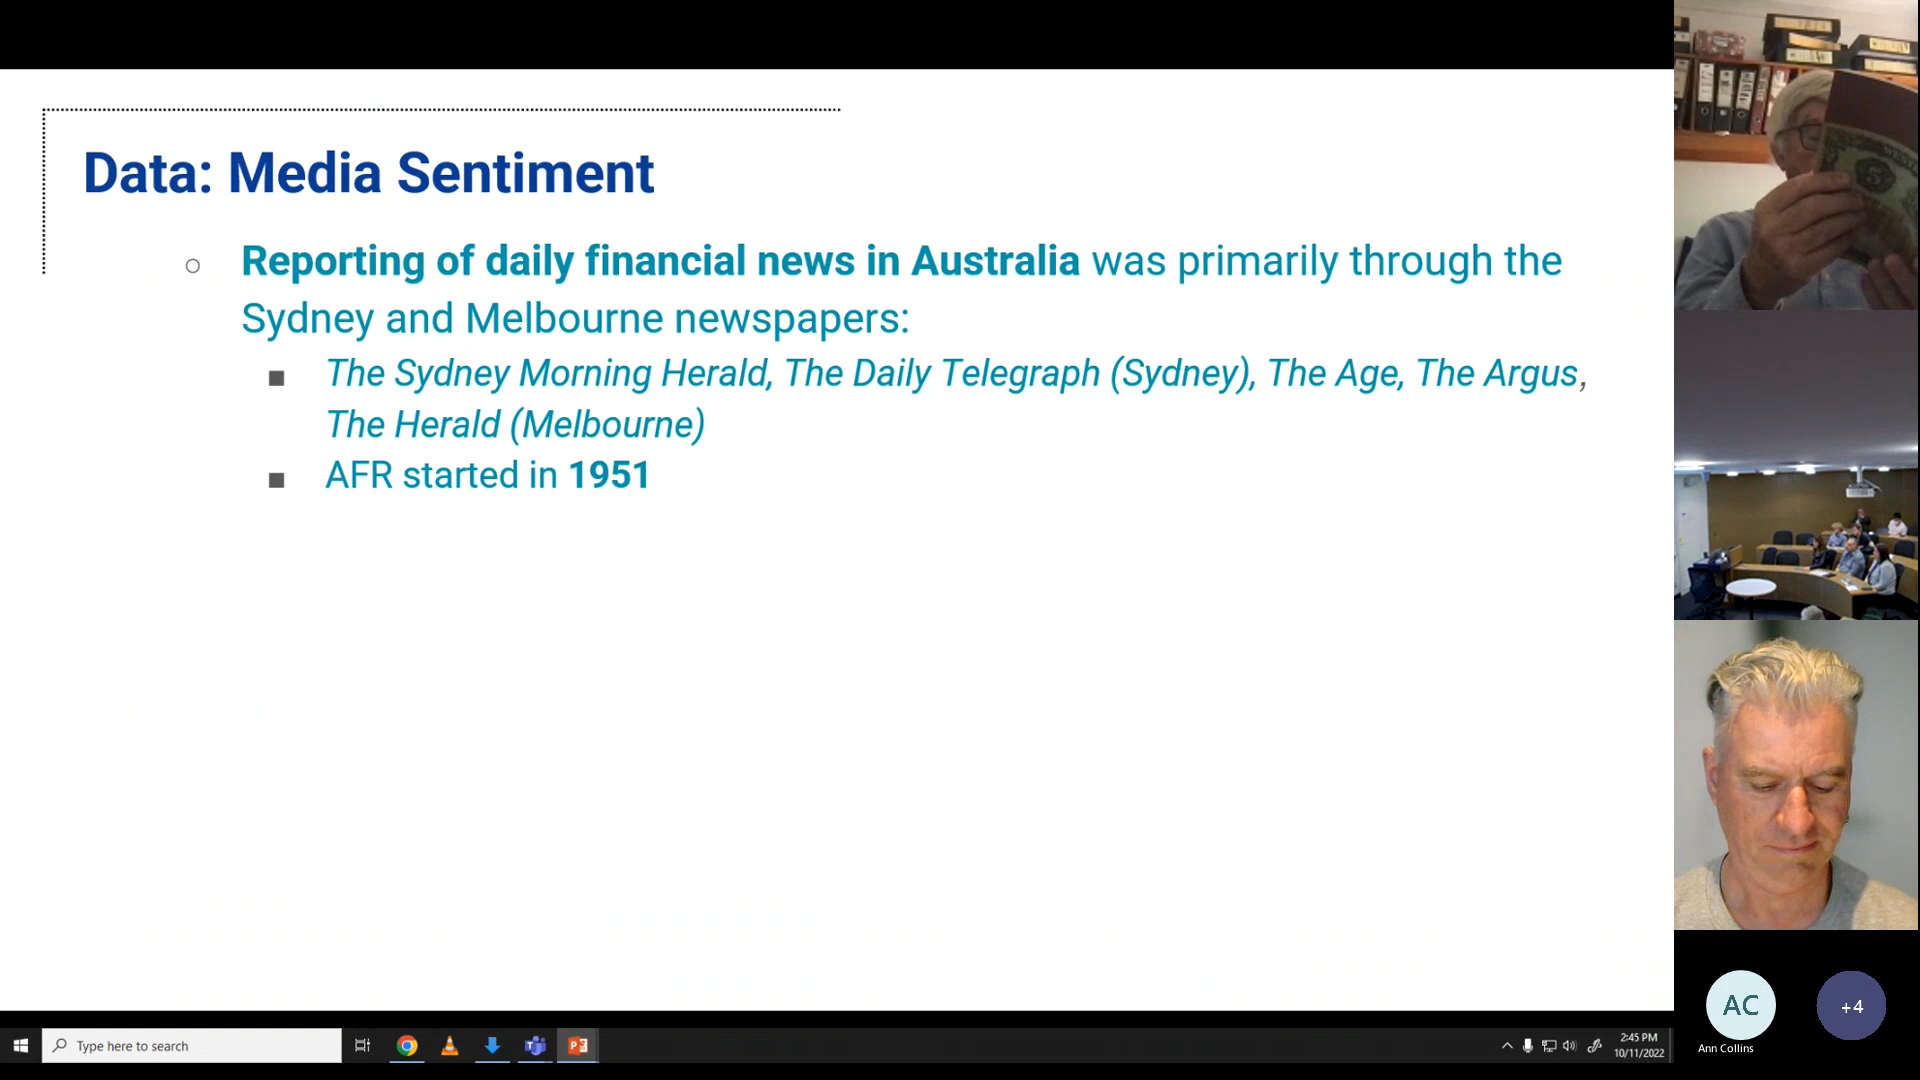 Data: Media Sentiment
Reporting of daily financial news in Australia was primarily through the
Sydney and Melbourne newspapers:
The Sydney Morning Herald, The Daily Telegraph (Sydney), The Age, The Argus,
The Herald (Melbourne)
AFR started in 1951
5
AC
+4
Ann Collins
Type here to search
2:45 PM
10/11/2022